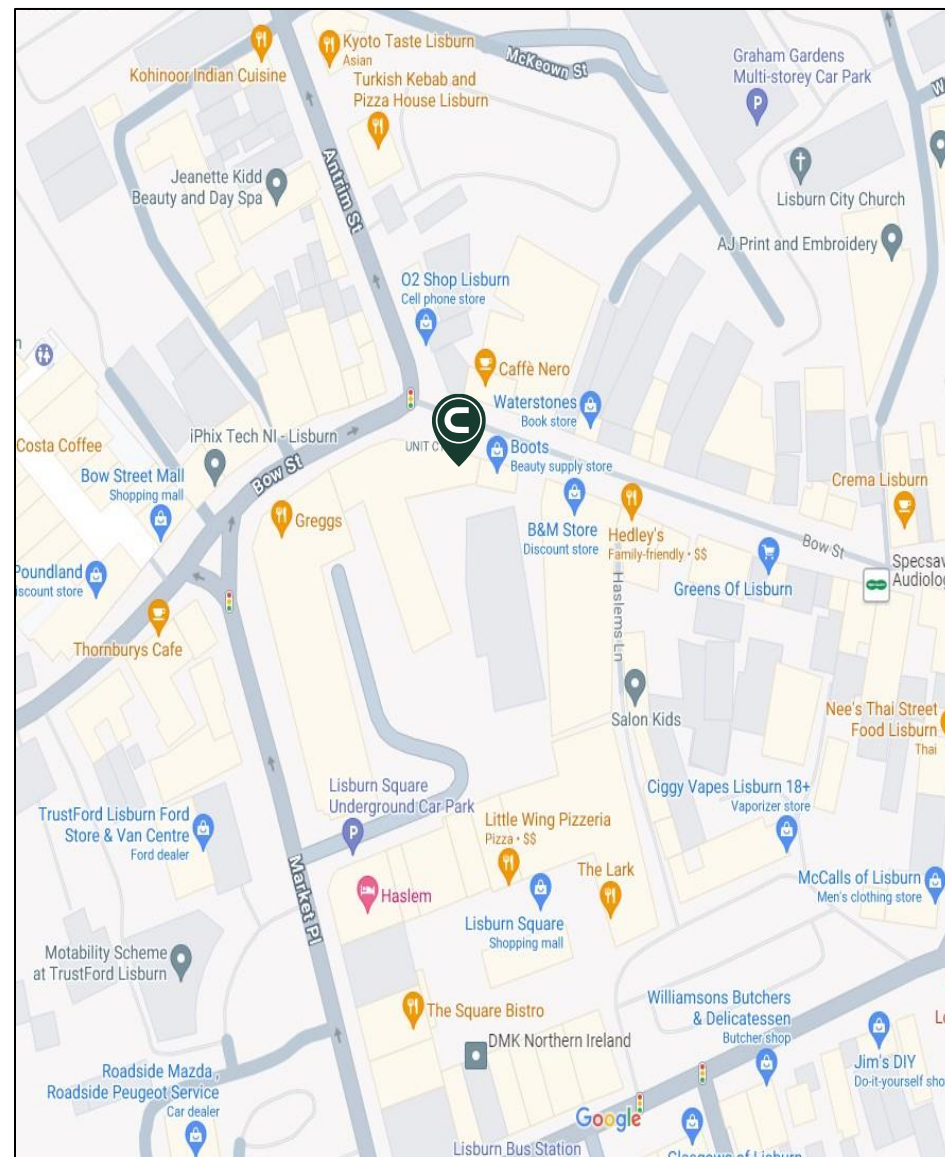 Kyoto Taste Lisburn
Asian
Kohinoor Indian Cuisine
Turkish Kebab and
Pizza House Lisburn
McKeown St
Graham Gardens
Multi-storey Car Park
P
Antrim St
Jeanette Kidd
Beauty and Day Spa
Lisburn City Church
AJ Print and Embroidery
O2 Shop Lisburn
Cell phone store
Caffè Nero
Waterstones
Book store
Costa Coffee
iPhix Tech NI - Lisburn
UNIT
Boots
Beauty supply store
Bow Street Mall
Shopping mall
Bow St
Greggs
B&M Store
Discount store
Hedley's
Family-friendly • $$
Crema Lisburn
Bow St
Poundland
iscount store
Greens Of Lisburn
Specsav
Audiolog
Haslems Ln
Thornburys Cafe
Salon Kids
Nee's Thai Street
Food Lisburn
Thai
Lisburn Square
Underground Car Park
P
Ciggy Vapes Lisburn 18+
Vaporizer store
TrustFord Lisburn Ford
Store & Van Centre
Ford dealer
Little Wing Pizzeria
Pizza • $$
The Lark
McCalls of Lisburn
Men's clothing store
Market Pl
Haslem
Lisburn Square
Shopping mall
Motability Scheme
at TrustFord Lisburn
Williamsons Butchers
& Delicatessen
Butcher shop
The Square Bistro
DMK Northern Ireland
Jim's DIY
Do-it-yourself sho
Roadside Mazda,
Roadside Peugeot Service
Car dealer
Google
Lisburn Bus Station